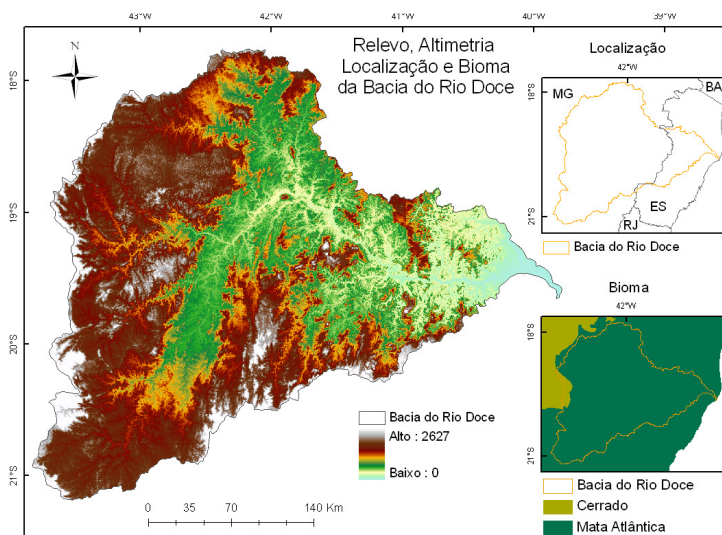 43°W
42°W
41°W
40°W
39°W
18°S
19°S
20°S
21°S
N
Relevo, Altimetria
Localização e Bioma
da Bacia do Rio Doce
Bacia do Rio Doce
Alto : 2627
Baixo : 0
0 35 70 140 Km
Localização
42°W
18°S
21°S
MG
BA
ES
RJ
Bacia do Rio Doce
Bioma
42°W
18°S
21°S
Bacia do Rio Doce
Cerrado
Mata Atlântica